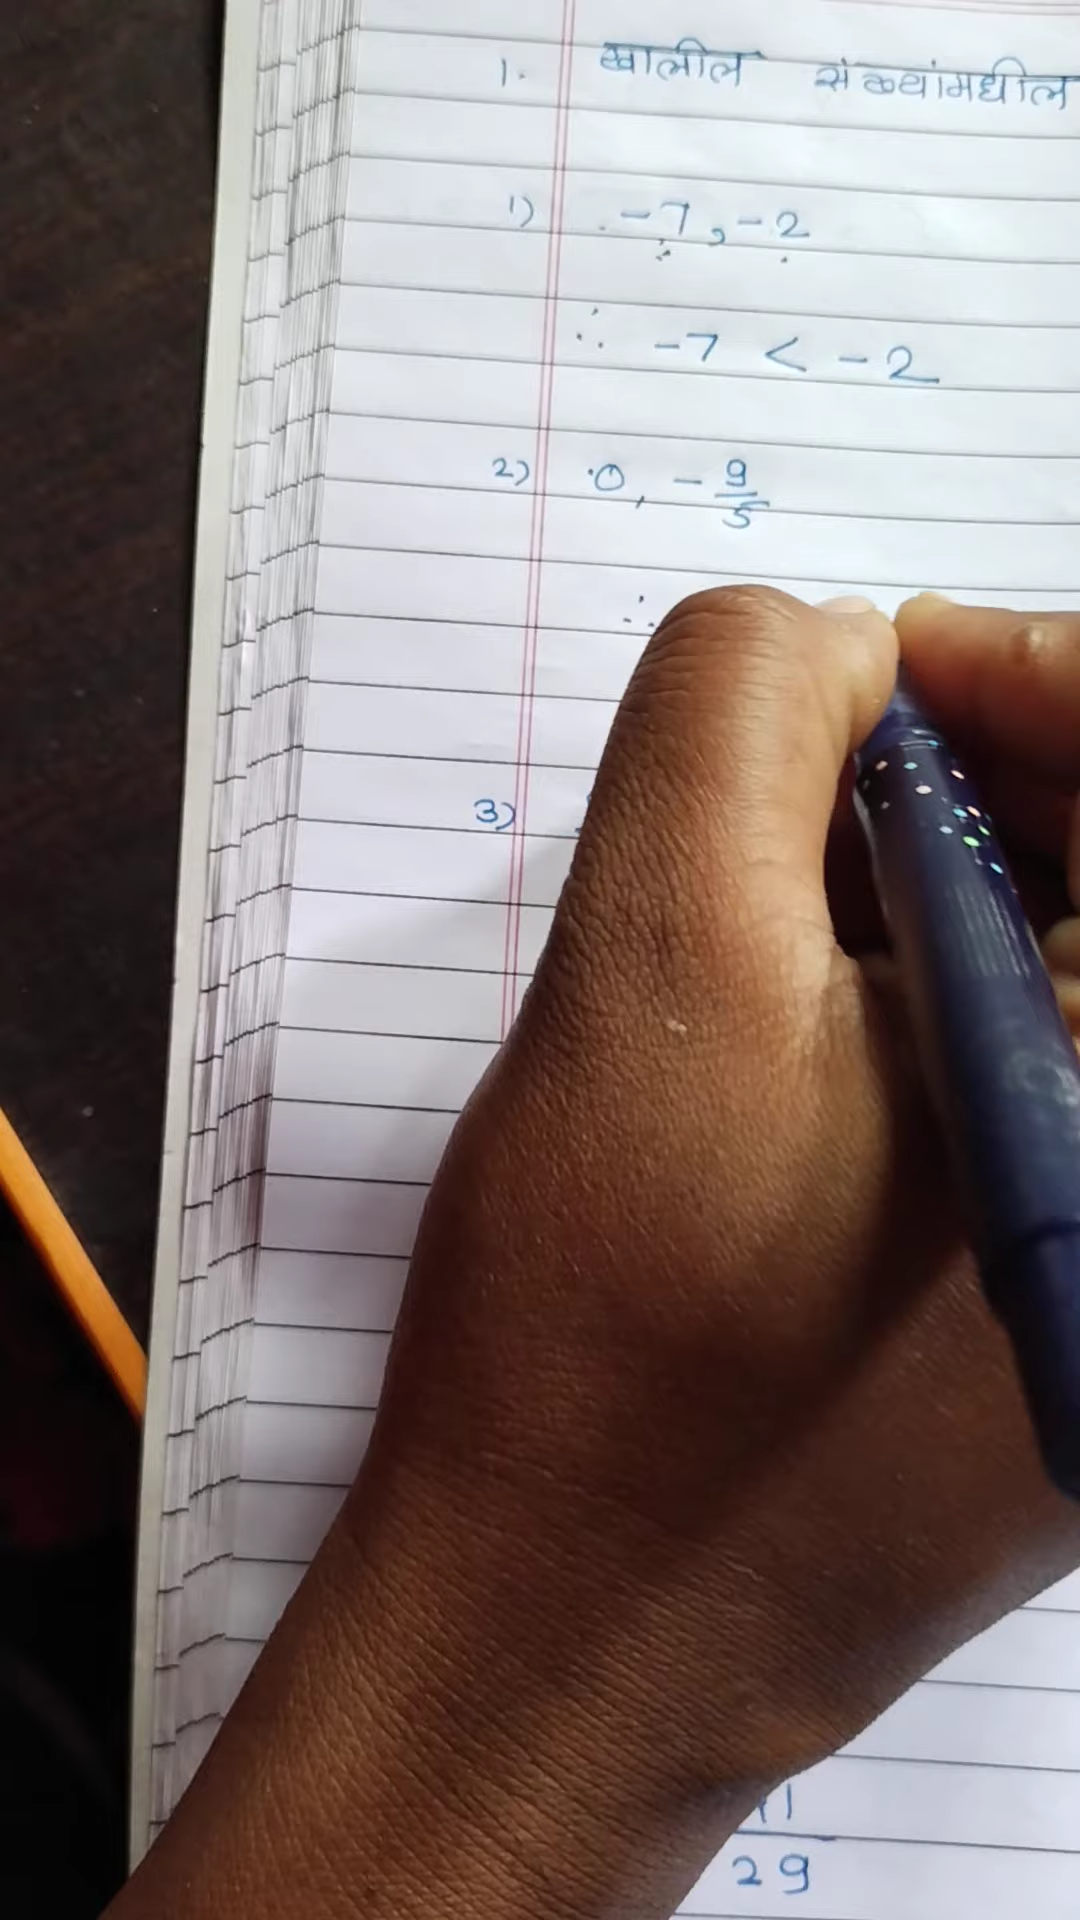 1. खालील संख्यांमधील
1) -7, -2
∴ -7 < -2
2) 0, -9/5
∴
3)
29